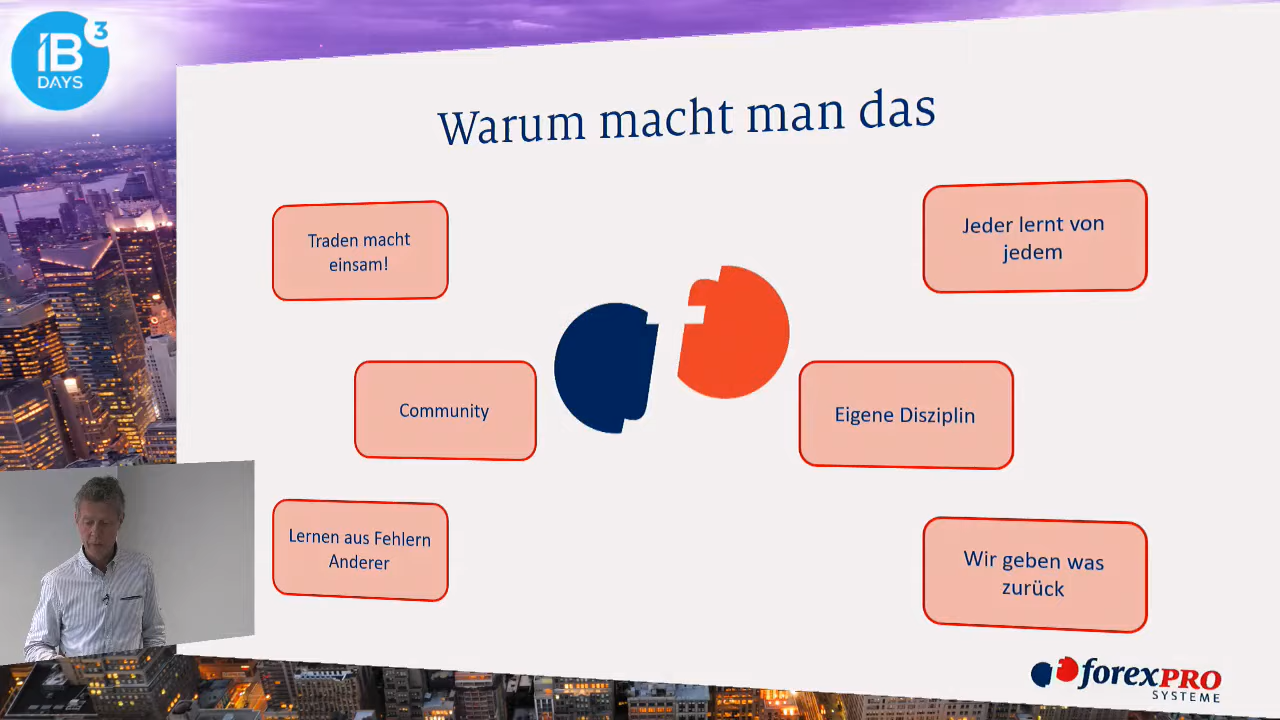 iB
3
DAYS
Warum macht man das
Traden macht
einsam!
Jeder lernt von
jedem
Community
Eigene Disziplin
Lernen aus Fehlern
Anderer
Wir geben was
zurück
forexPRO
SYSTEME